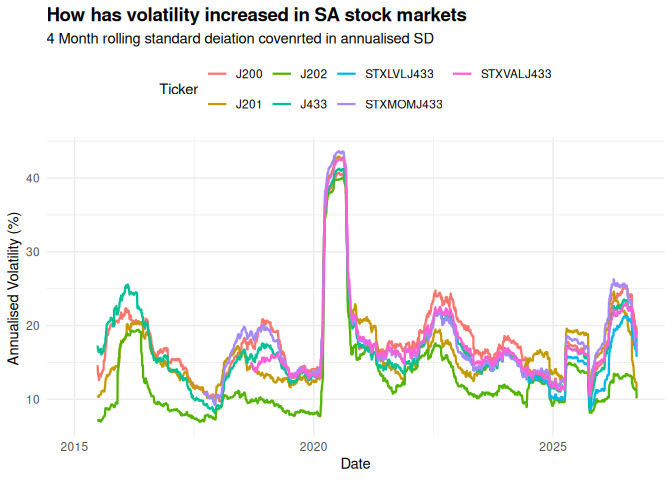 How has volatility increased in SA stock markets
4 Month rolling standard deiation covenrted in annualised SD
Ticker
J200 J202 STXLVLJ433 STXVALJ433
J201 J433 STXMOMJ433
Annualised Volatility (%)
40
30
20
10
2015 2020 2025
Date